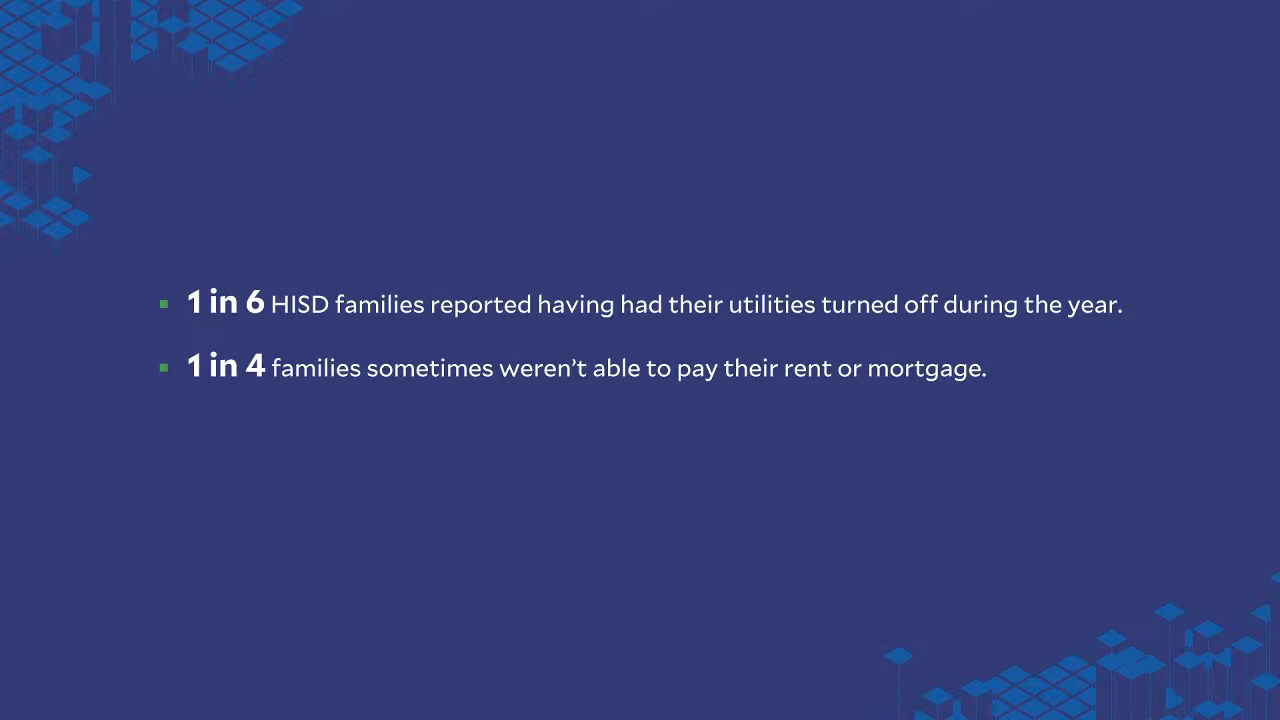 1 in 6 HISD families reported having had their utilities turned off during the year.
1 in 4 families sometimes weren’t able to pay their rent or mortgage.